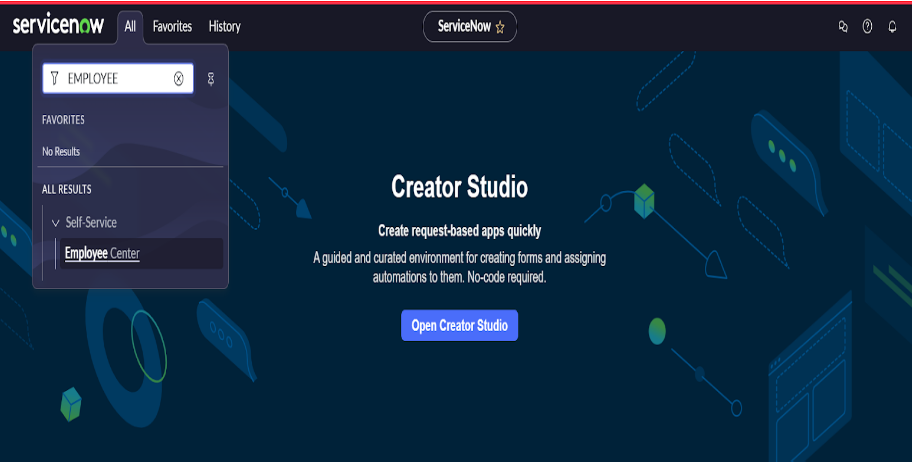 servicenow All Favorites History ServiceNow
EMPLOYEE
FAVORITES
No Results
ALL RESULTS
Self-Service
Employee Center
Creator Studio
Create request-based apps quickly
A guided and curated environment for creating forms and assigning
automations to them. No-code required.
Open Creator Studio